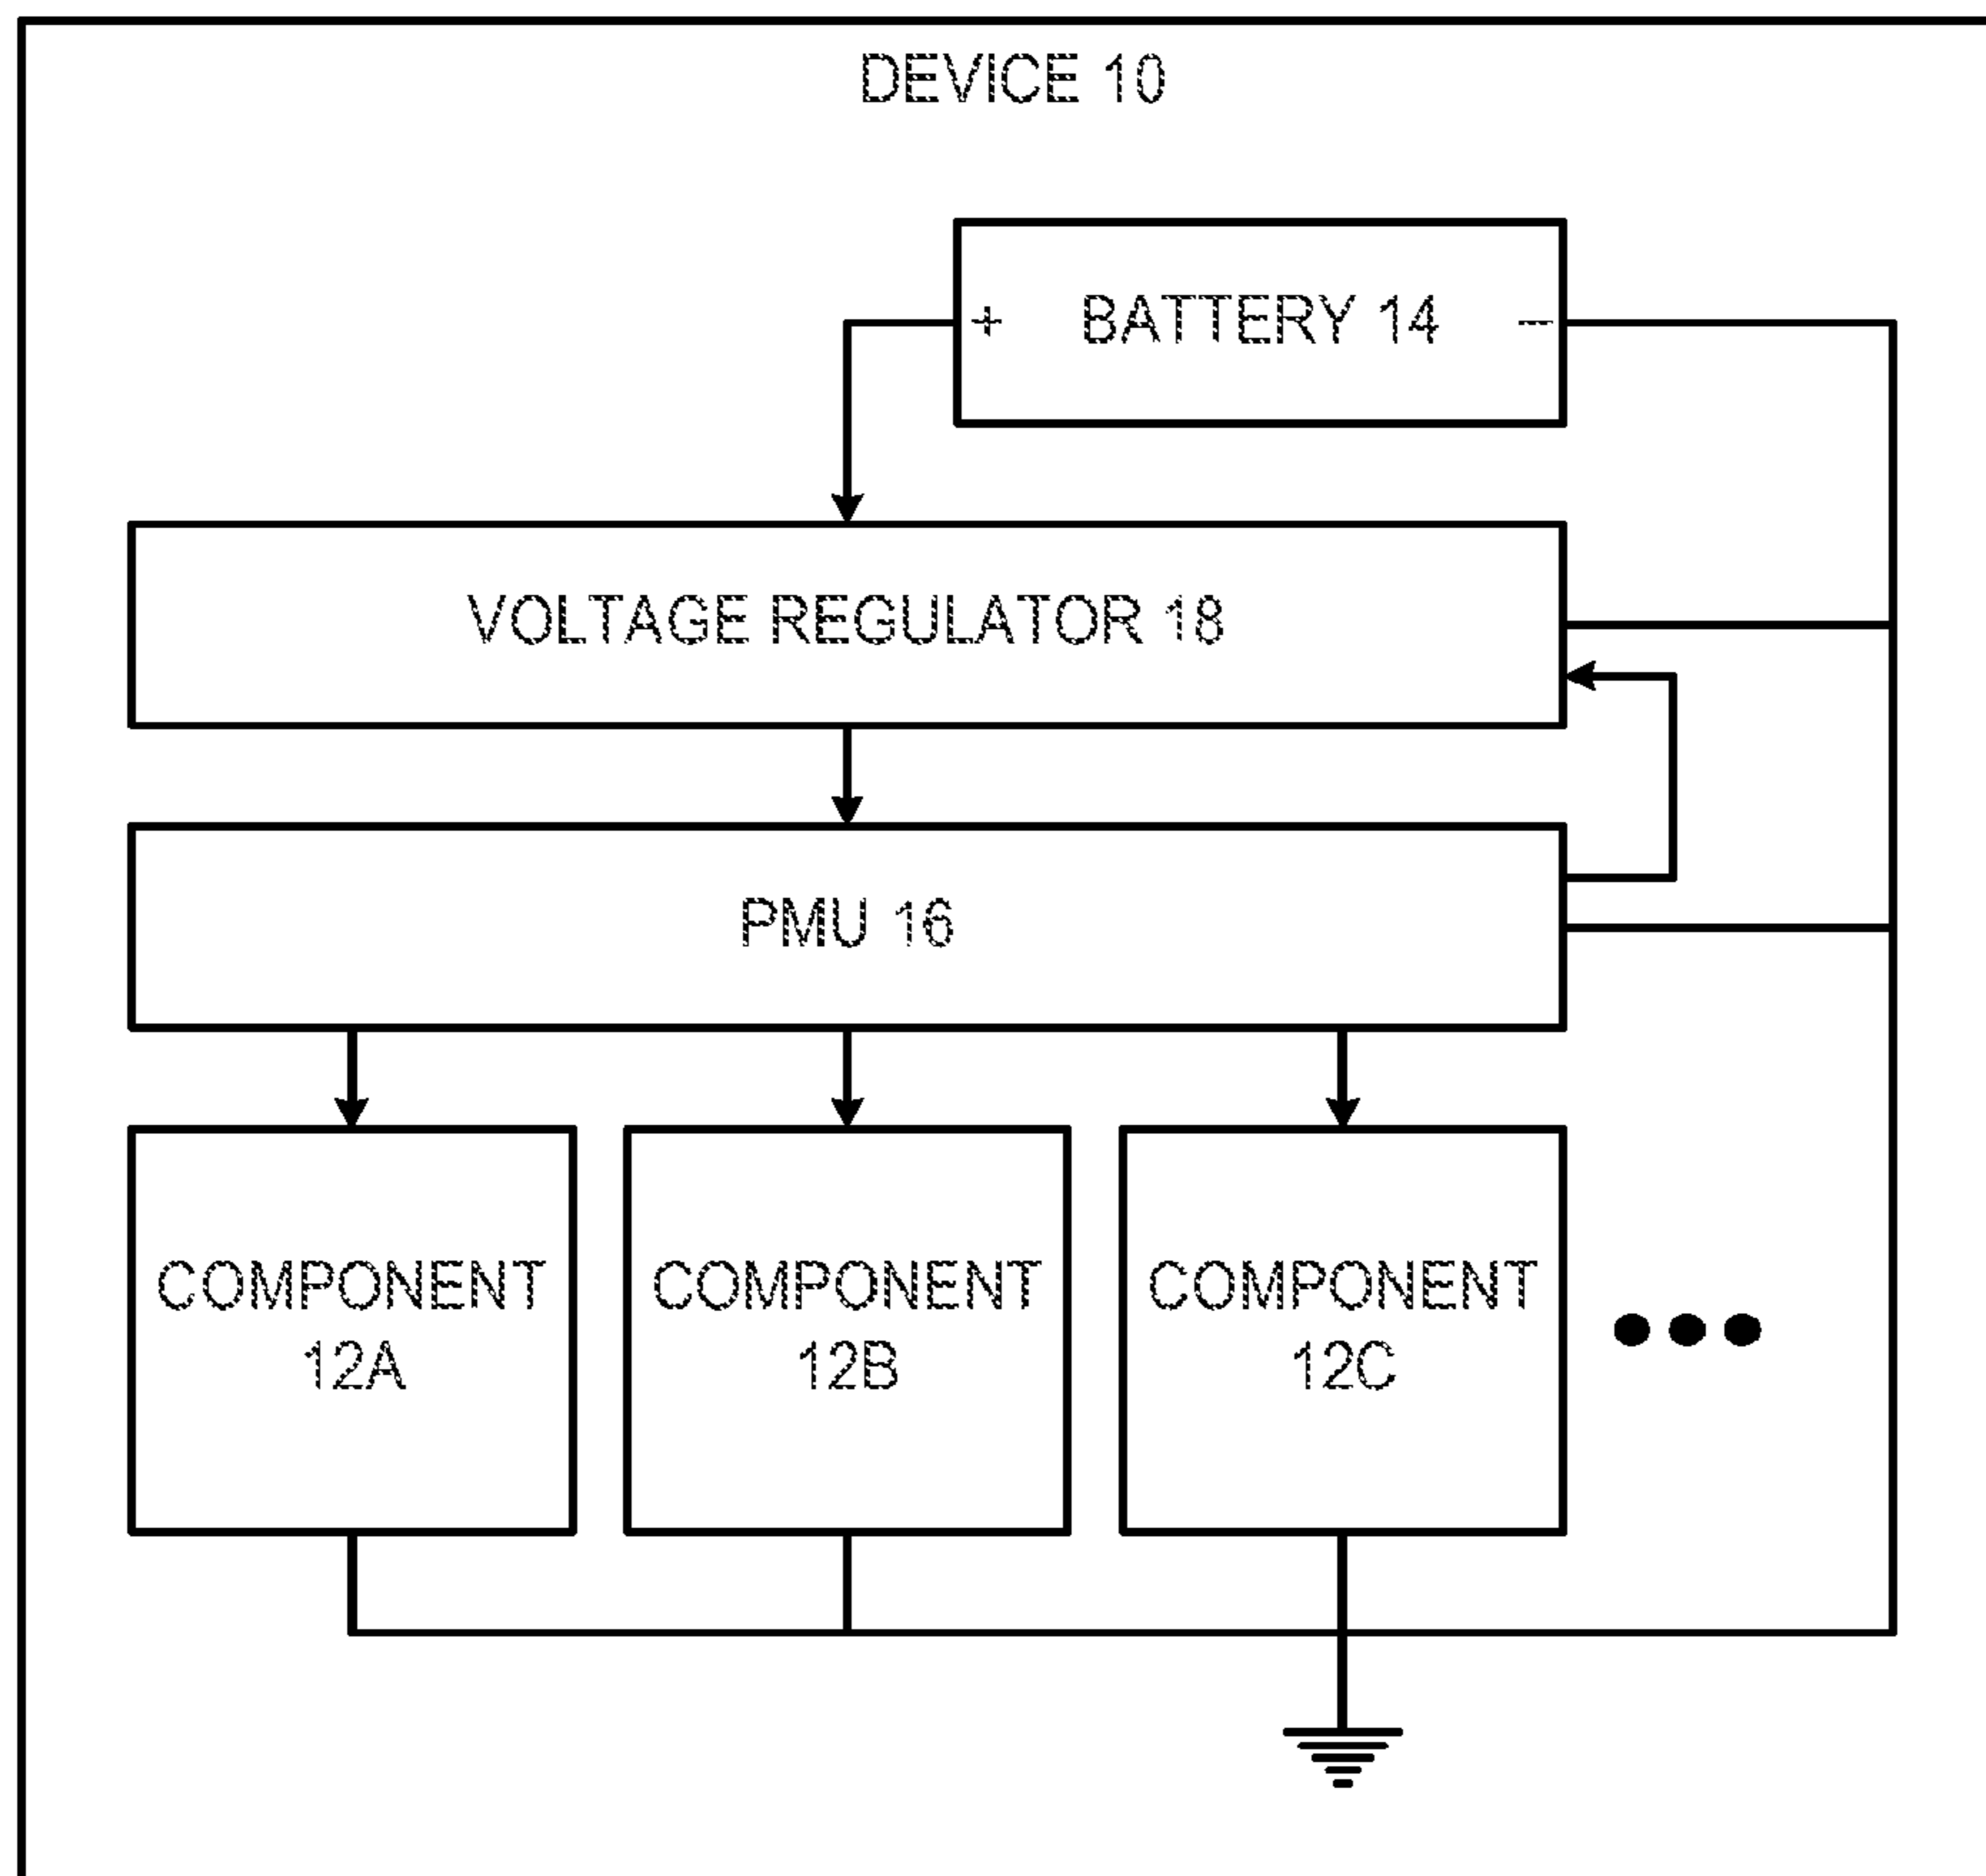 DEVICE 10
+ BATTERY 14 −
VOLTAGE REGULATOR 18
PMU 16
COMPONENT
12A
COMPONENT
12B
COMPONENT
12C